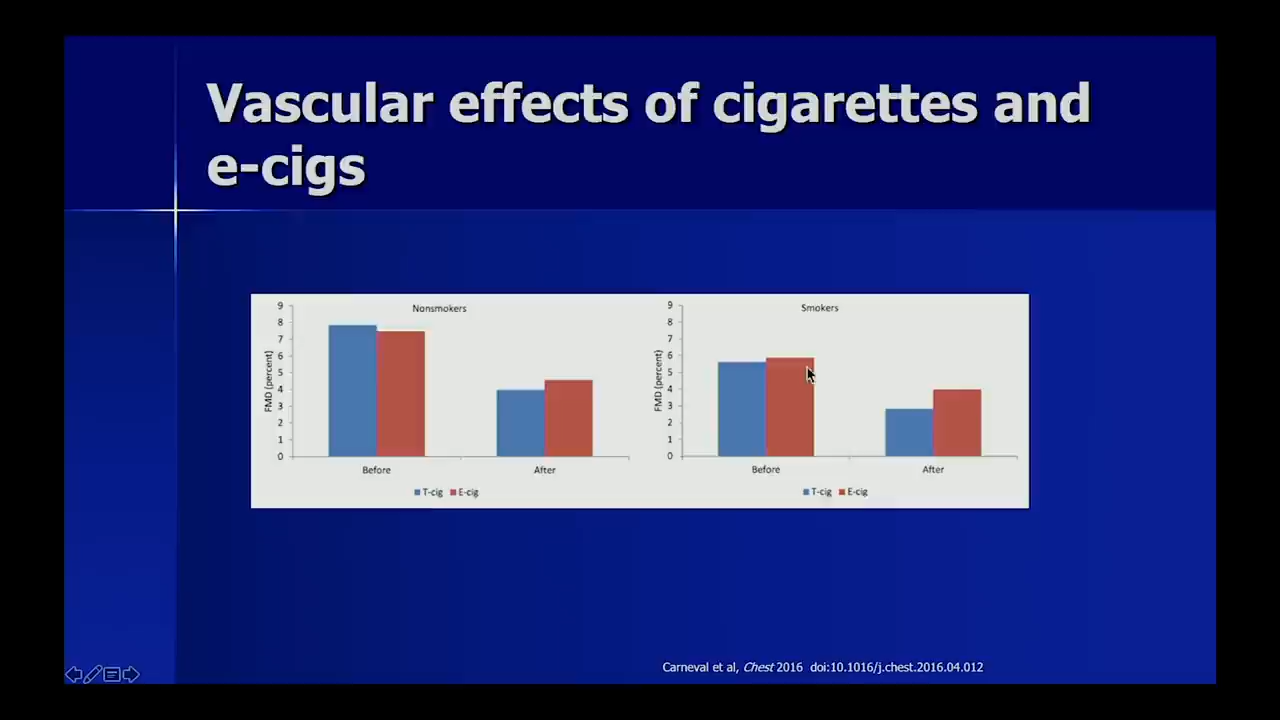 Vascular effects of cigarettes and
e-cigs
Nonsmokers
9
8
7
6
5
4
3
2
1
0
FMD (percent)
Before
After
T-cig
E-cig
Smokers
9
8
7
6
5
4
3
2
1
0
FMD (percent)
Before
After
T-cig
E-cig
Carneval et al, Chest 2016 doi:10.1016/j.chest.2016.04.012